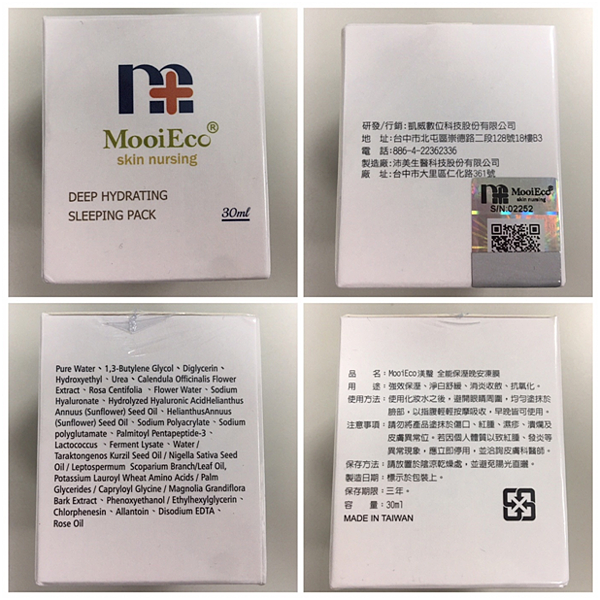 m
MooiEco®
skin nursing
DEEP HYDRATING
SLEEPING PACK
30ml
研發/行銷:凱威數位科技股份有限公司
地 址:台中市北屯區崇德路二段128號18樓B3
電 話:886-4-22362336
製造廠:沛美生醫科技股份有限公司
廠 址:台中市大里區仁化路361號
m MooiEco®
skin nursing
S/N:02252
Pure Water、1,3-Butylene Glycol、Diglycerin、
Hydroxyethyl、Urea、Calendula Officinalis Flower
Extract、Rosa Centifolia 、Flower Water、Sodium
Hyaluronate、Hydrolyzed Hyaluronic AcidHelianthus
Annuus (Sunflower) Seed Oil、HelianthusAnnuus
(Sunflower) Seed Oil、Sodium Polyacrylate、Sodium
polyglutamate、Palmitoyl Pentapeptide-3、
Lactococcus 、Ferment Lysate、Water /
Taraktogenos Kurzil Seed Oil / Nigella Sativa Seed
Oil / Leptospermum Scoparium Branch/Leaf Oil,
Potassium Lauroyl Wheat Amino Acids / Palm
Glycerides / Capryloyl Glycine / Magnolia Grandiflora
Bark Extract、Phenoxyethanol / Ethylhexylglycerin、
Chlorphenesin、Allantoin、Disodium EDTA、
Rose Oil
品 名:MooiEco渼醫 全能保溼晚安凍膜
用 途:強效保溼、淨白舒緩、消炎收斂、抗氧化。
使用方法:使用化妝水之後,避開眼睛周圍,均勻塗抹於
臉部,以指腹輕輕按摩吸收,早晚皆可使用。
注意事項:請勿將產品塗抹於傷口、紅腫、濕疹、潰爛及
皮膚異常部位。若因個人體質以致紅腫、發炎等
異常現象,應立即停用,並洽詢皮膚科醫師。
保存方法:請放置於陰涼乾燥處,並避免陽光直曬。
製造日期:標示於包裝上。
保存期限:三年。
容 量:30ml
MADE IN TAIWAN